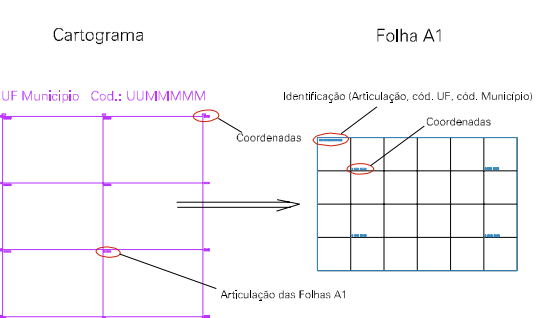 Cartograma
Folha A1
UF Municipio Cod.: UUMMMMM
Identificação (Articulação, cód. UF, cód. Município)
Coordenadas
Coordenadas
Articulação das Folhas A1